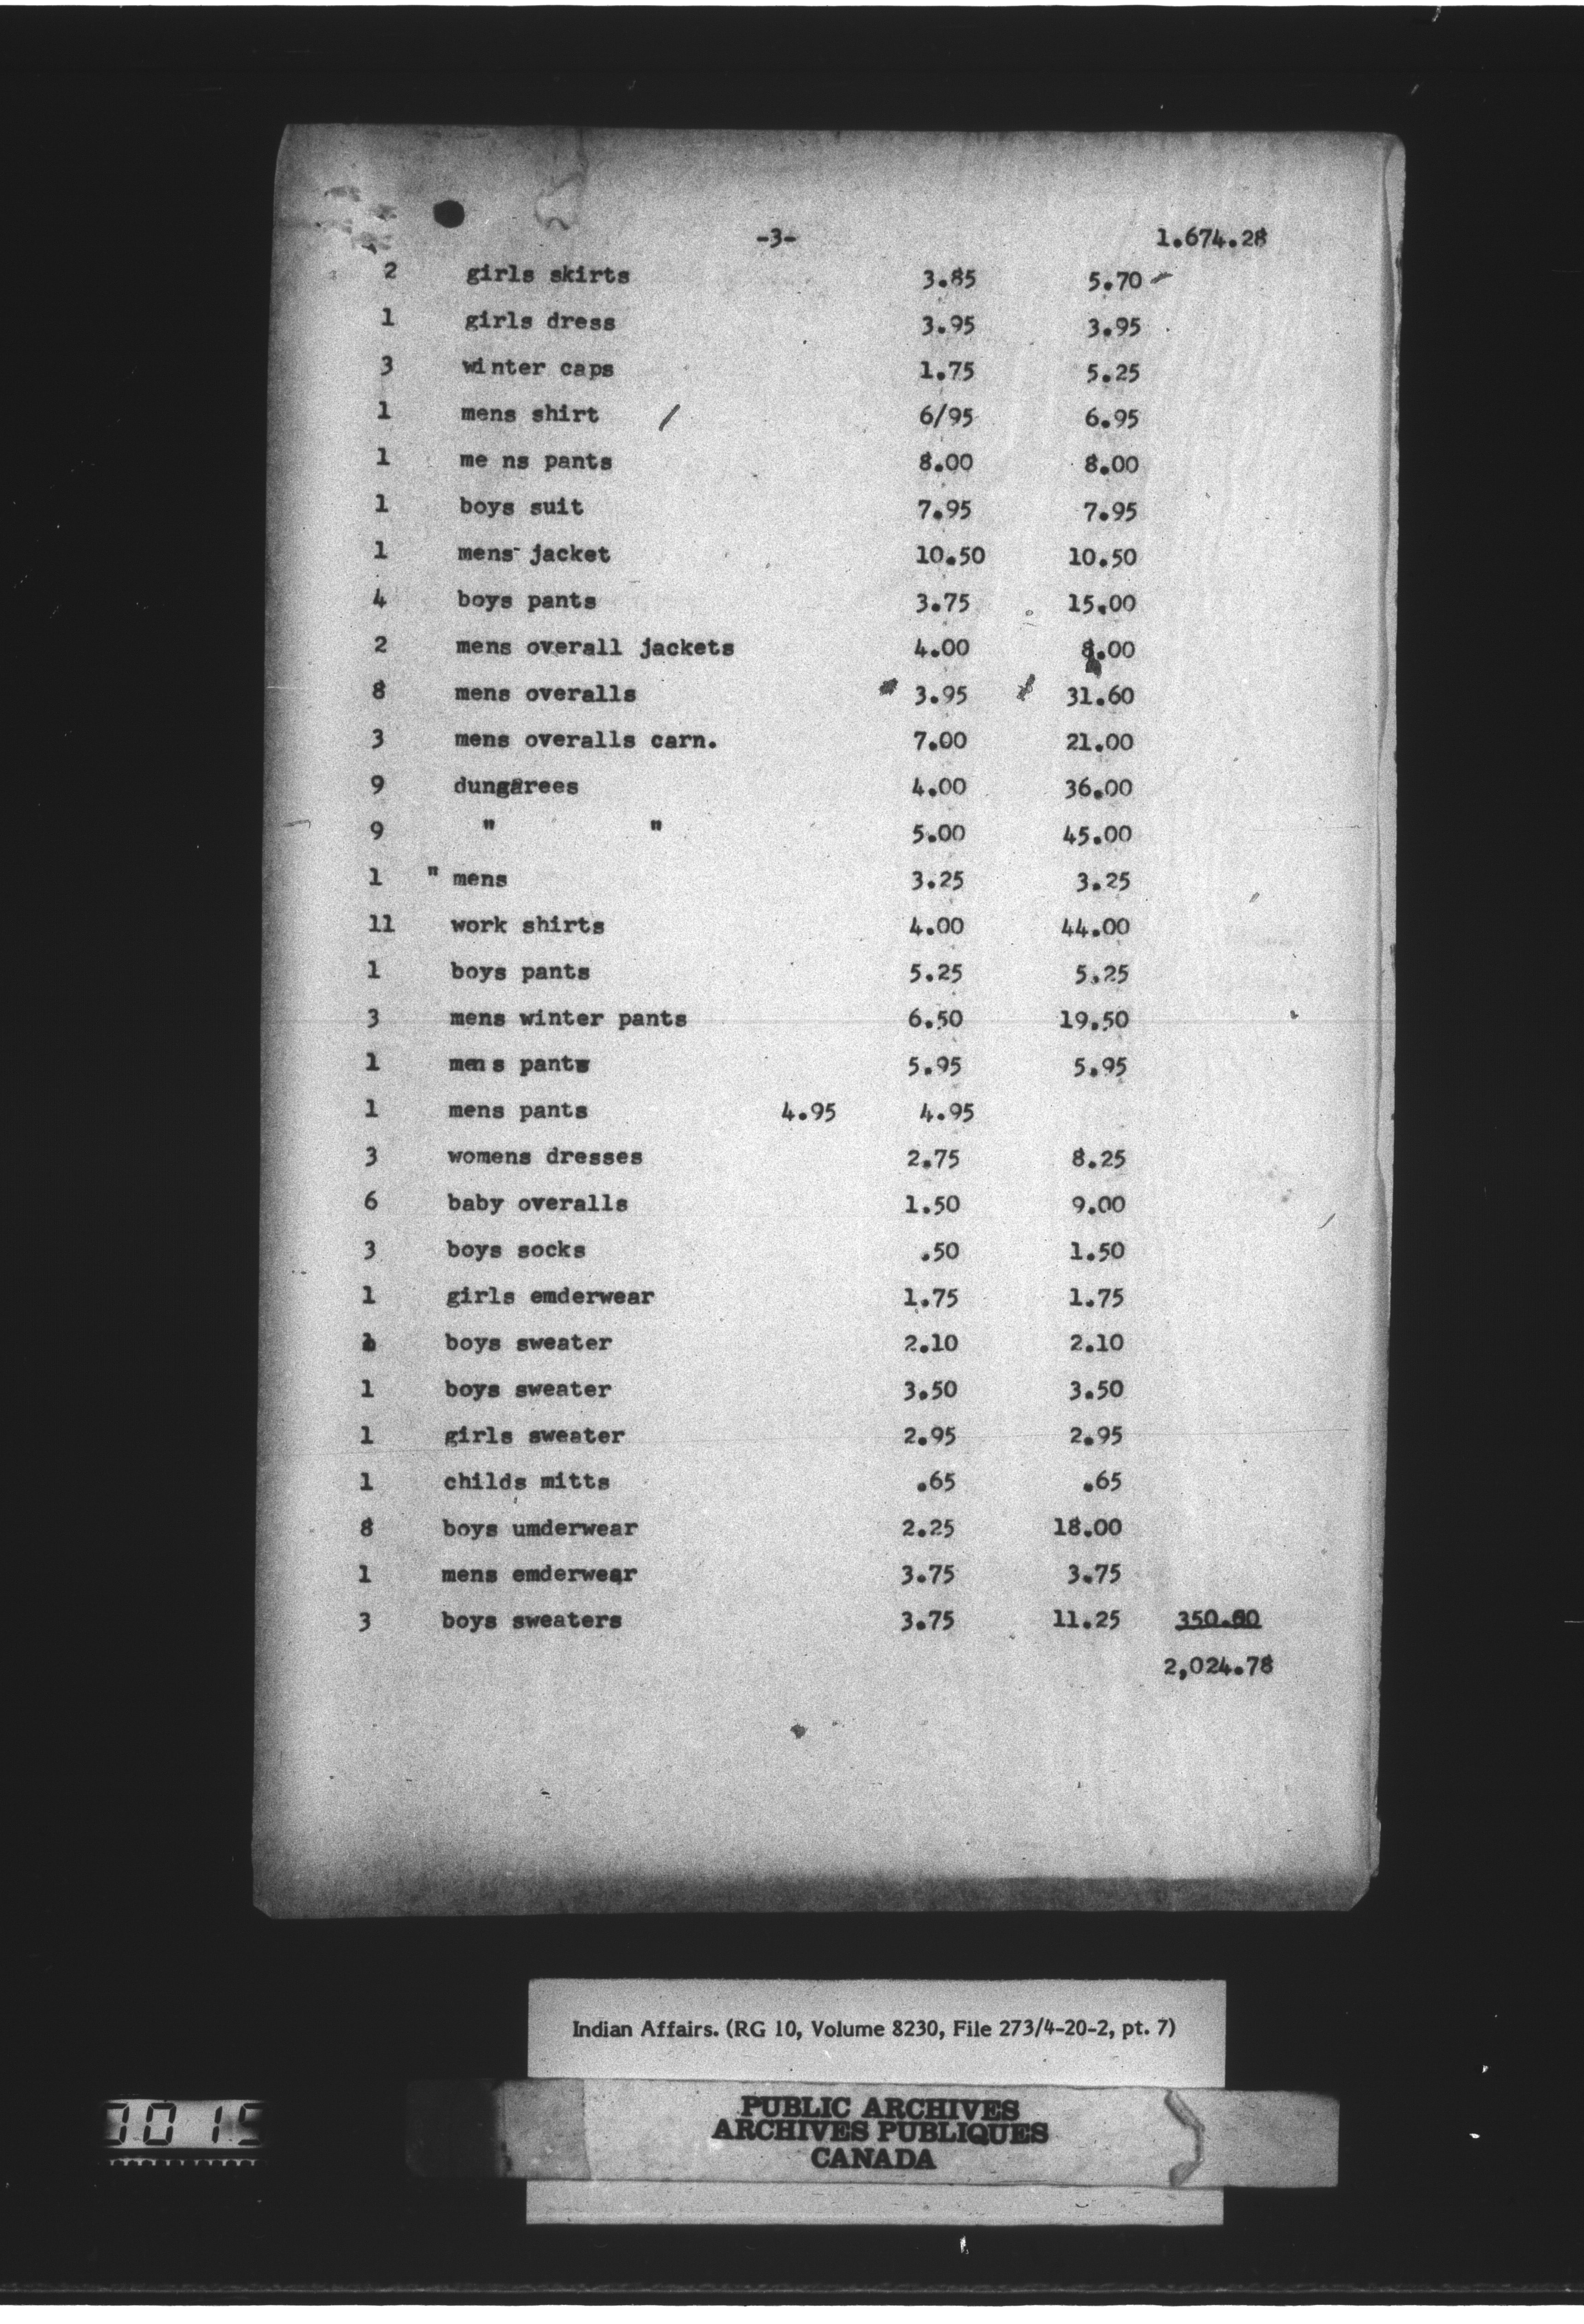 -3- 1.674.28
2 girls skirts 3.85 5.70
1 girls dress 3.95 3.95
3 winter caps 1.75 5.25
1 mens shirt / 6/95 6.95
1 me ns pants 8.00 8.00
1 boys suit 7.95 7.95
1 mens jacket 10.50 10.50
4 boys pants 3.75 15.00
2 mens overall jackets 4.00 8.00
8 mens overalls 3.95 31.60
3 mens overalls carn. 7.00 21.00
9 dungarees 4.00 36.00
9 " " 5.00 45.00
1 " mens 3.25 3.25
11 work shirts 4.00 44.00
1 boys pants 5.25 5.25
3 mens winter pants 6.50 19.50
1 mens pants 5.95 5.95
1 mens pants 4.95 4.95
3 womens dresses 2.75 8.25
6 baby overalls 1.50 9.00
3 boys socks .50 1.50
1 girls emderwear 1.75 1.75
1 boys sweater 2.10 2.10
1 boys sweater 3.50 3.50
1 girls sweater 2.95 2.95
1 childs mitts .65 .65
8 boys umderwear 2.25 18.00
1 mens emderwear 3.75 3.75
3 boys sweaters 3.75 11.25
2,024.78
Indian Affairs. (RG 10, Volume 8230, File 273/4-20-2, pt. 7)
PUBLIC ARCHIVES
ARCHIVES PUBLIQUES
CANADA